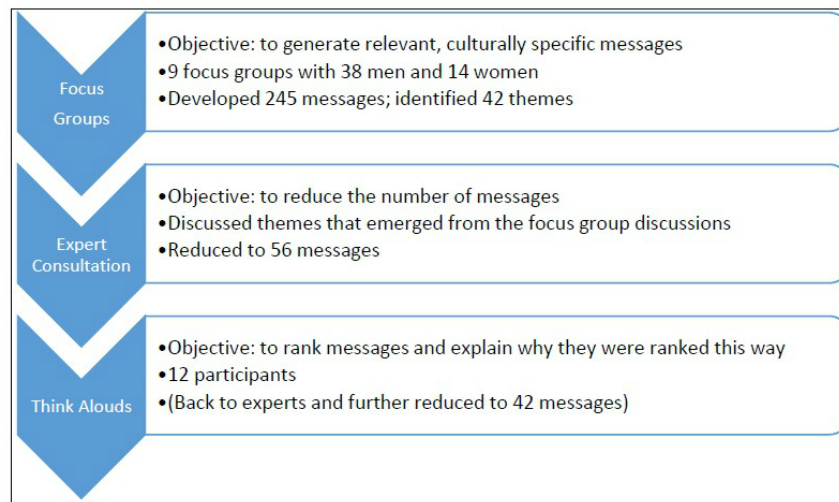 Focus
Groups
•Objective: to generate relevant, culturally specific messages
•9 focus groups with 38 men and 14 women
•Developed 245 messages; identified 42 themes
Expert
Consultation
•Objective: to reduce the number of messages
•Discussed themes that emerged from the focus group discussions
•Reduced to 56 messages
Think Alouds
•Objective: to rank messages and explain why they were ranked this way
•12 participants
•(Back to experts and further reduced to 42 messages)